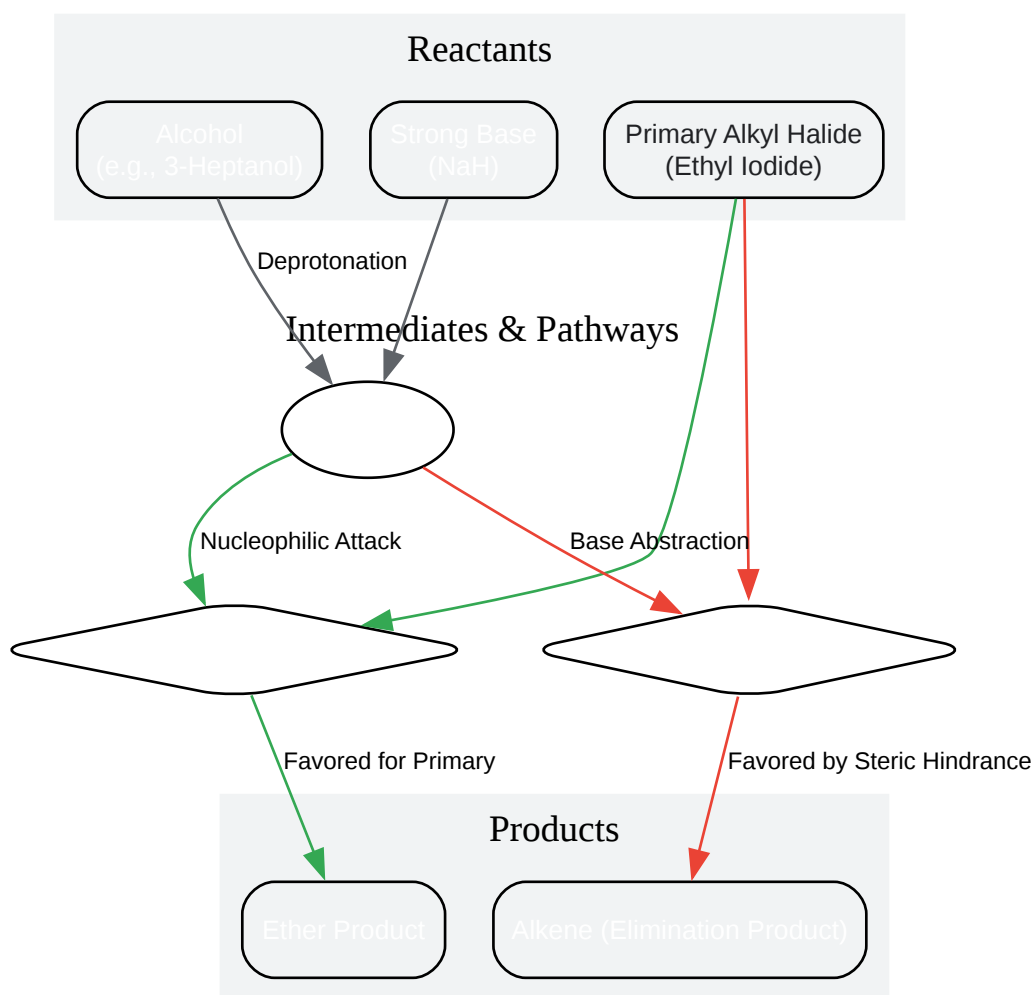 Reactants
Alcohol
(e.g., 3-Heptanol)
Strong Base
(NaH)
Primary Alkyl Halide
(Ethyl Iodide)
Deprotonation
Intermediates & Pathways
Nucleophilic Attack
Base Abstraction
Favored for Primary
Favored by Steric Hindrance
Products
Ether Product
Alkene (Elimination Product)